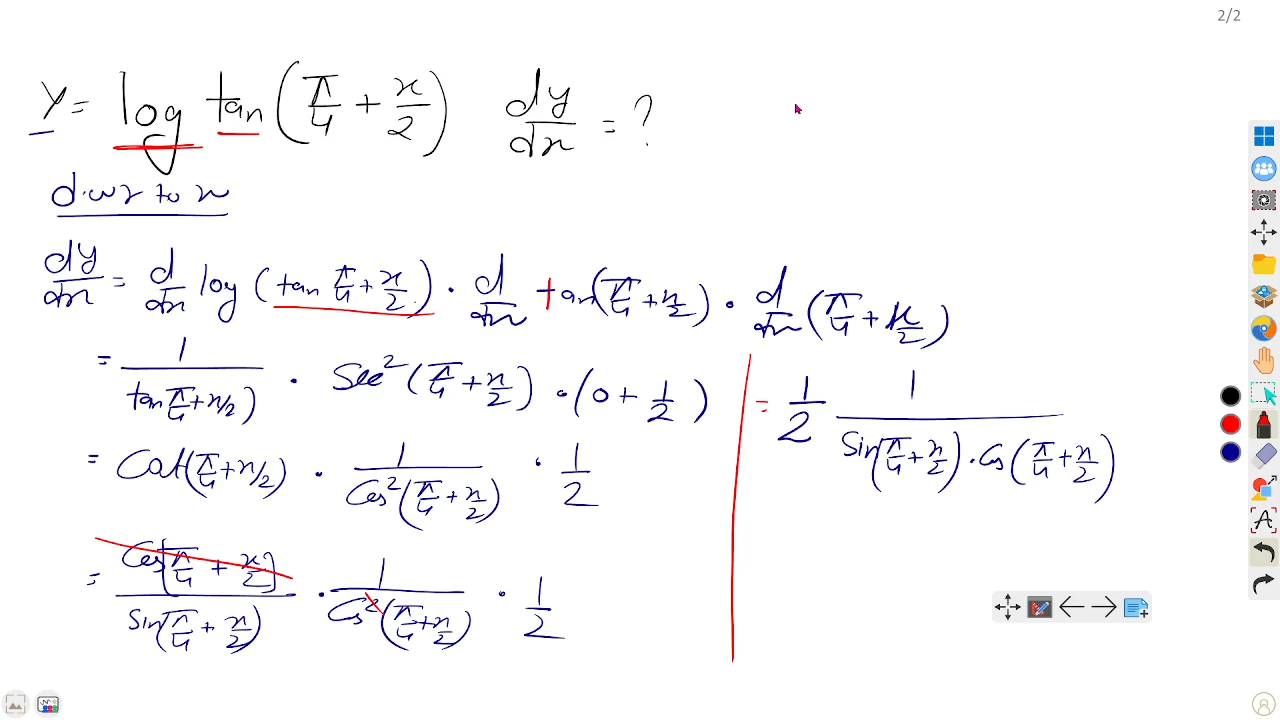 2/2
y = log tan (π/4 + x/2) dy/dx = ?
d.w r to x
dy/dx = d/dx log (tan π/4 + x/2) · d/dx tan (π/4 + x/2) · d/dx (π/4 + x/2)
= 1/(tan π/4 + x/2) · Sec² (π/4 + x/2) · (0 + 1/2)
= Cot (π/4 + x/2) · 1/Cos² (π/4 + x/2) · 1/2
= Cos [π/4 + x/2]/Sin (π/4 + x/2) · 1/Cos² (π/4 + x/2) · 1/2
= 1/2 1/Sin (π/4 + x/2) · Cos (π/4 + x/2)